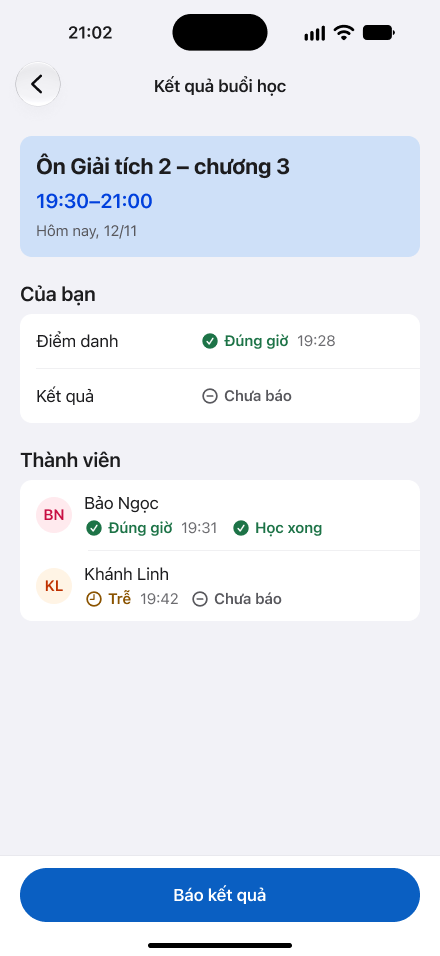 21:02
Kết quả buổi học
Ôn Giải tích 2 – chương 3
19:30–21:00
Hôm nay, 12/11
Của bạn
Điểm danh Đúng giờ 19:28
Kết quả Chưa báo
Thành viên
BN Bảo Ngọc
Đúng giờ 19:31 Học xong
KL Khánh Linh
Trễ 19:42 Chưa báo
Báo kết quả